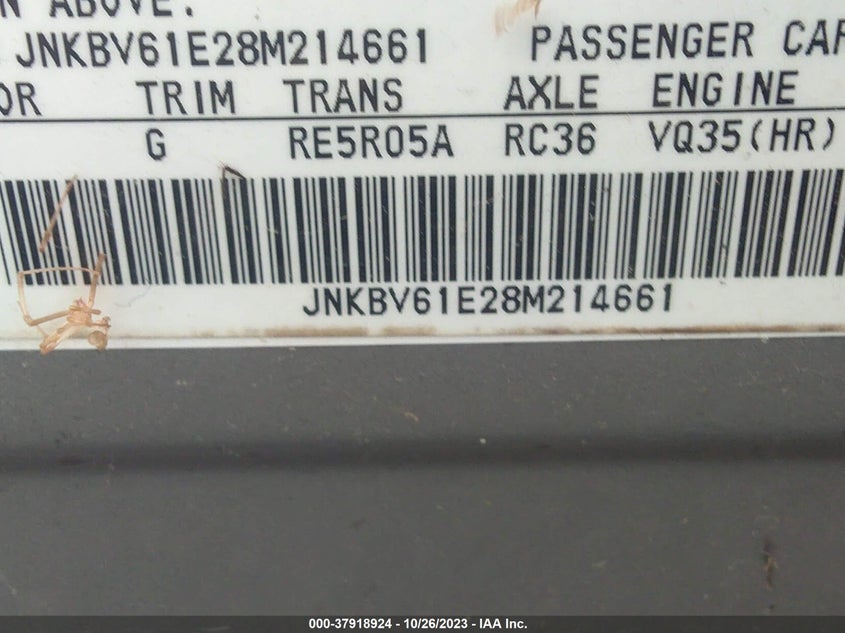 ABOVE.
JNKBV61E28M214661 PASSENGER CAR
OR TRIM TRANS AXLE ENGINE
G RE5R05A RC36 VQ35(HR)
JNKBV61E28M214661
000-37918924 • 10/26/2023 - IAA Inc.